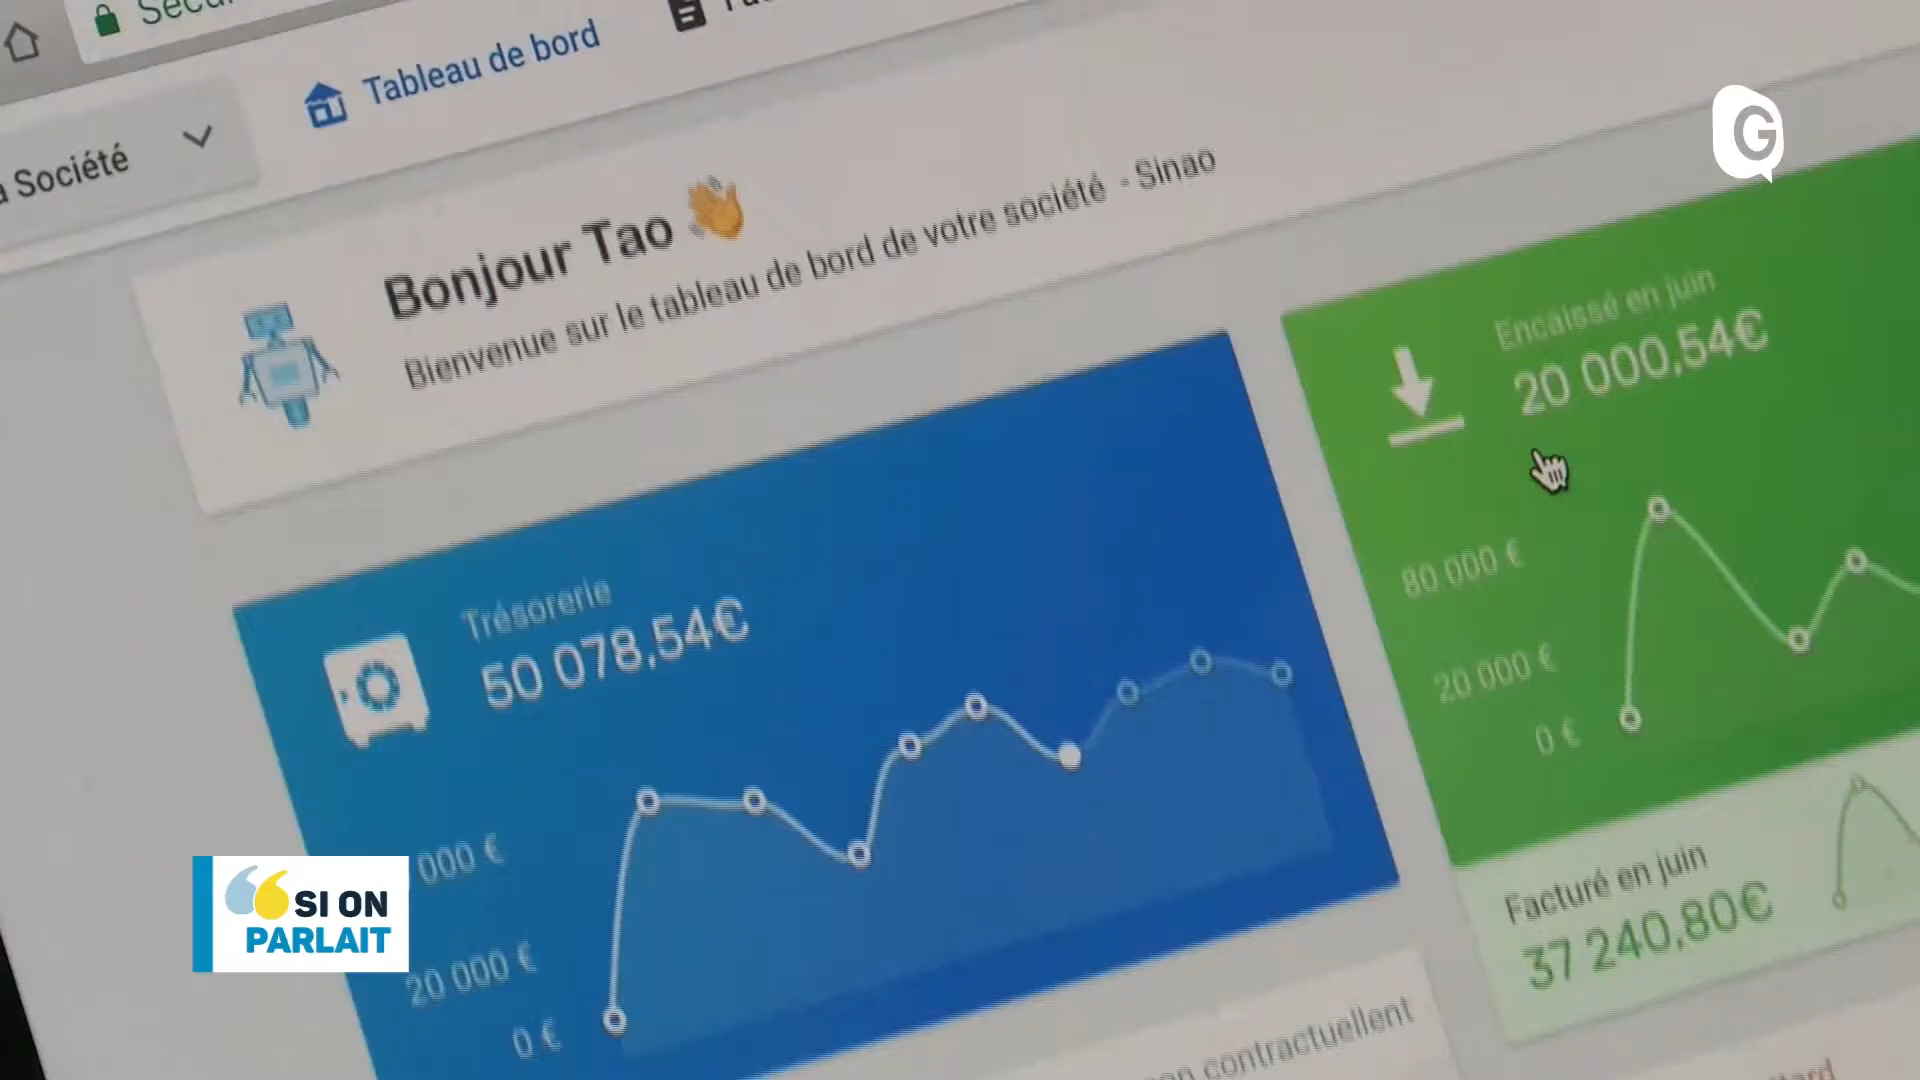 Tableau de bord
Société
Bonjour Tao 👋
Bienvenue sur le tableau de bord de votre société - Sinao
G
Encaissé en juin
20 000,54€
80 000 €
20 000 €
0 €
Trésorerie
50 078,54€
000 €
20 000 €
0 €
Facturé en juin
37 240,80€
contractuellent
SI ON
PARLAIT